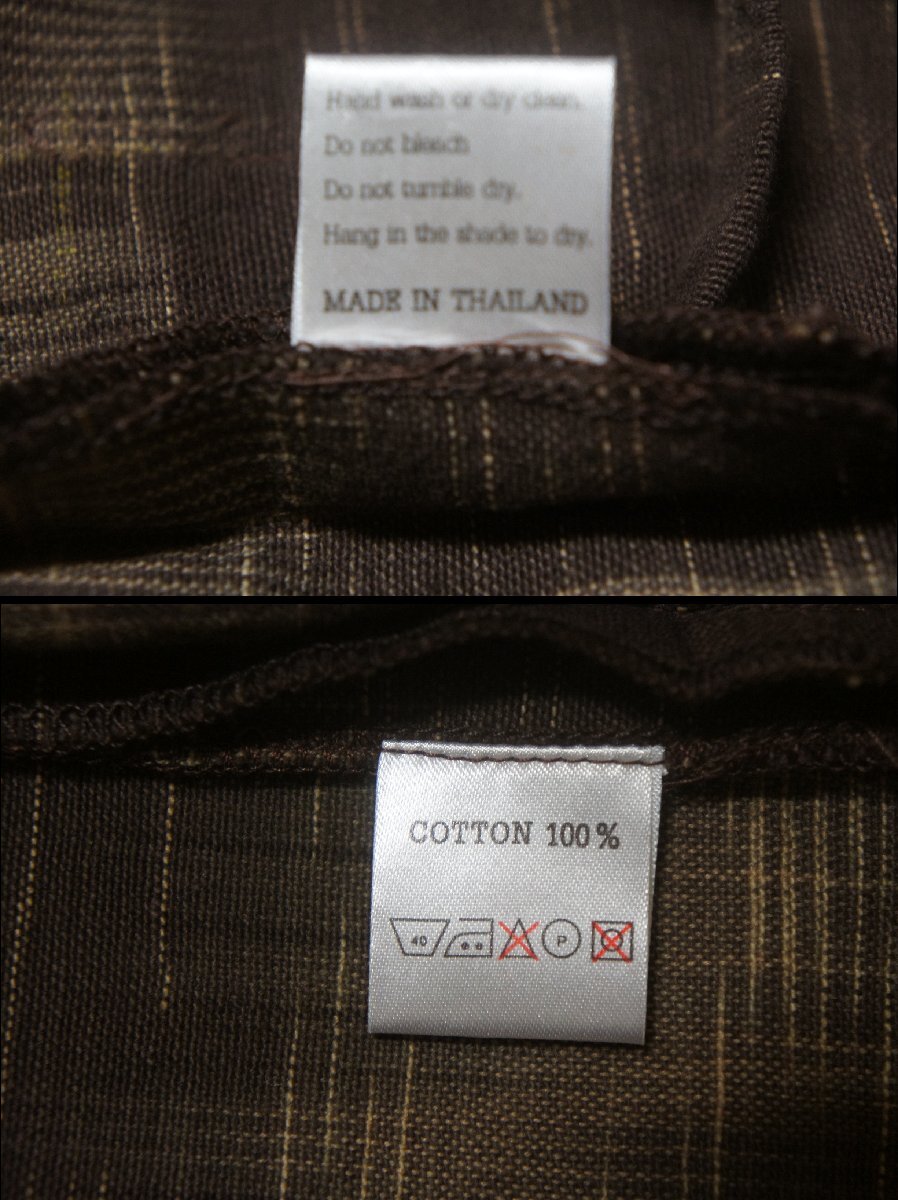 Hand wash or dry clean.
Do not bleach
Do not tumble dry.
Hang in the shade to dry.
MADE IN THAILAND
COTTON 100%
40 P